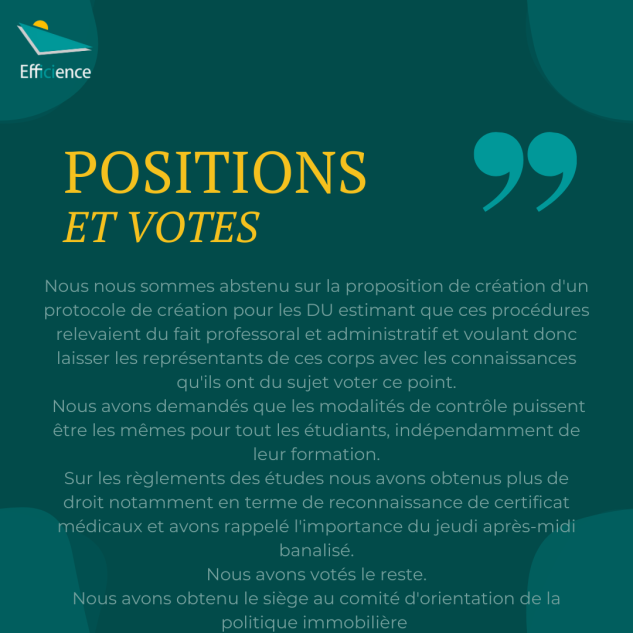 Efficience
POSITIONS
ET VOTES
Nous nous sommes abstenu sur la proposition de création d'un
protocole de création pour les DU estimant que ces procédures
relevaient du fait professoral et administratif et voulant donc
laisser les représentants de ces corps avec les connaissances
qu'ils ont du sujet voter ce point.
Nous avons demandés que les modalités de contrôle puissent
être les mêmes pour tout les étudiants, indépendamment de
leur formation.
Sur les règlements des études nous avons obtenus plus de
droit notamment en terme de reconnaissance de certificat
médicaux et avons rappelé l'importance du jeudi après-midi
banalisé.
Nous avons votés le reste.
Nous avons obtenu le siège au comité d'orientation de la
politique immobilière